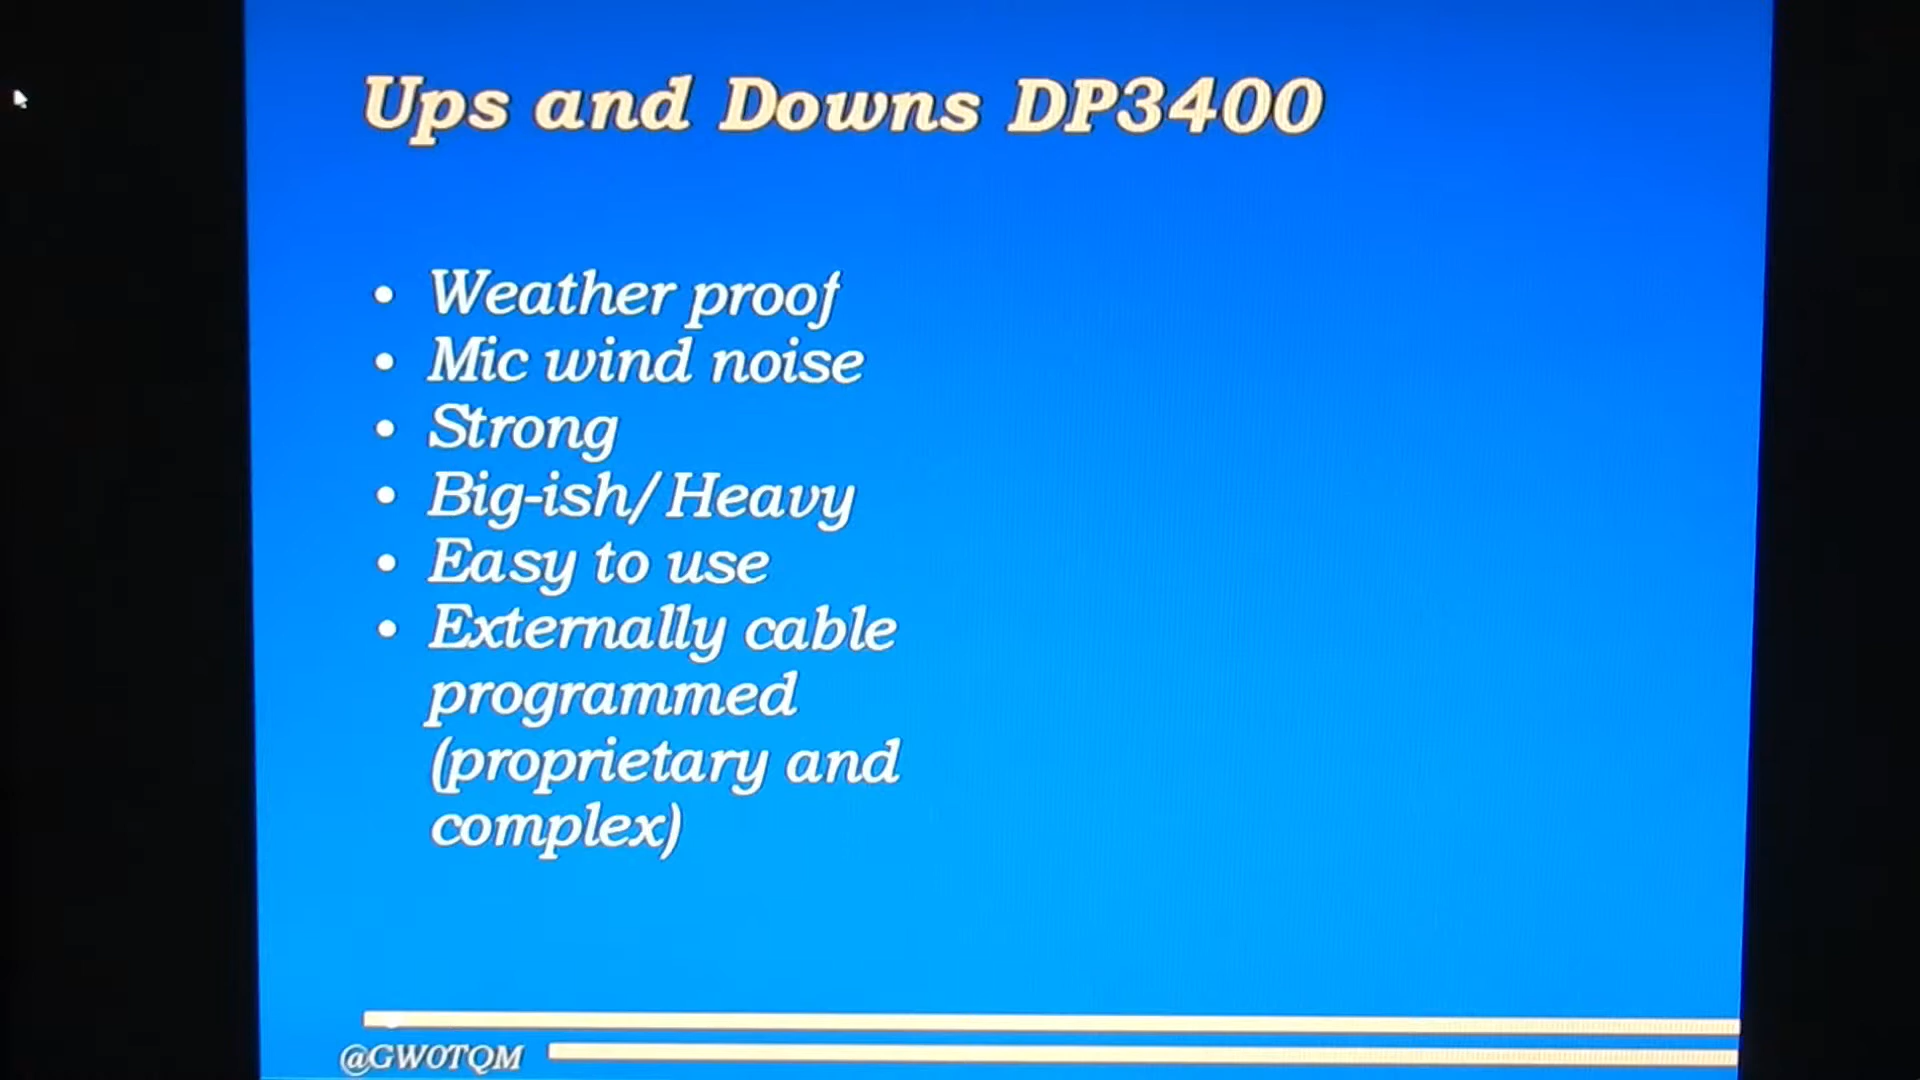 Ups and Downs DP3400
• Weather proof
• Mic wind noise
• Strong
• Big-ish/Heavy
• Easy to use
• Externally cable
programmed
(proprietary and
complex)
@GW0TQM